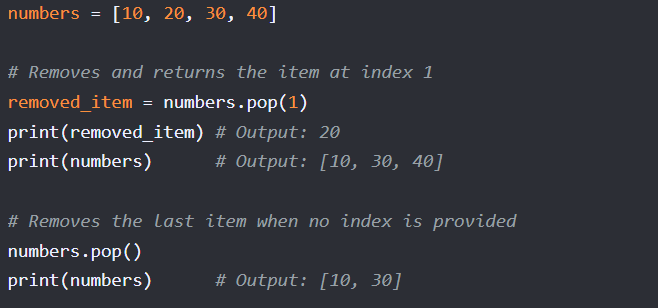 numbers = [10, 20, 30, 40]
# Removes and returns the item at index 1
removed_item = numbers.pop(1)
print(removed_item) # Output: 20
print(numbers)      # Output: [10, 30, 40]
# Removes the last item when no index is provided
numbers.pop()
print(numbers)      # Output: [10, 30]